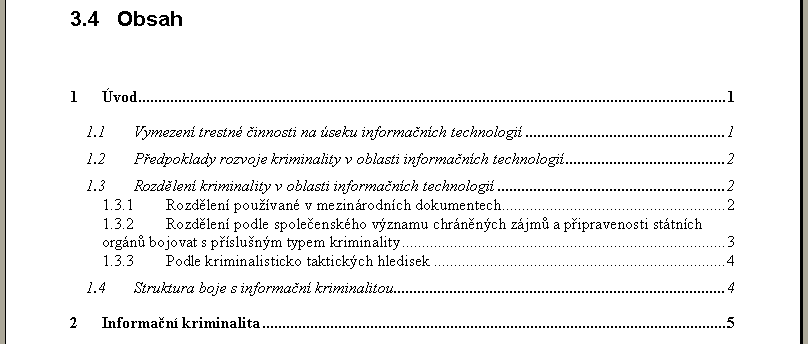 3.4 Obsah
1 Úvod 1
1.1 Vymezení trestné činnosti na úseku informačních technologií 1
1.2 Předpoklady rozvoje kriminality v oblasti informačních technologií 2
1.3 Rozdělení kriminality v oblasti informačních technologií 2
1.3.1 Rozdělení používané v mezinárodních dokumentech 2
1.3.2 Rozdělení podle společenského významu chráněných zájmů a připravenosti státních
orgánů bojovat s příslušným typem kriminality 3
1.3.3 Podle kriminalisticko taktických hledisek 4
1.4 Struktura boje s informační kriminalitou 4
2 Informační kriminalita 5